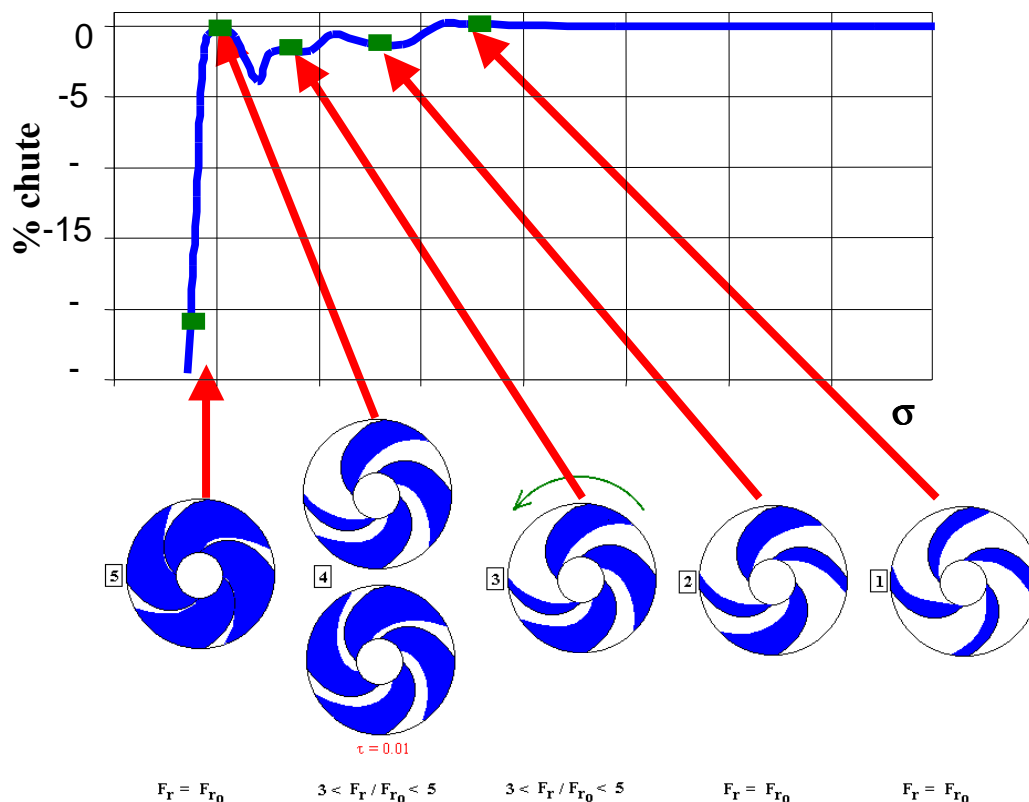 0
-5
-
-15
-
-
% chute
σ
5
4
3
2
1
τ = 0.01
Fr = Fr0
3 < Fr / Fr0 < 5
3 < Fr / Fr0 < 5
Fr = Fr0
Fr = Fr0